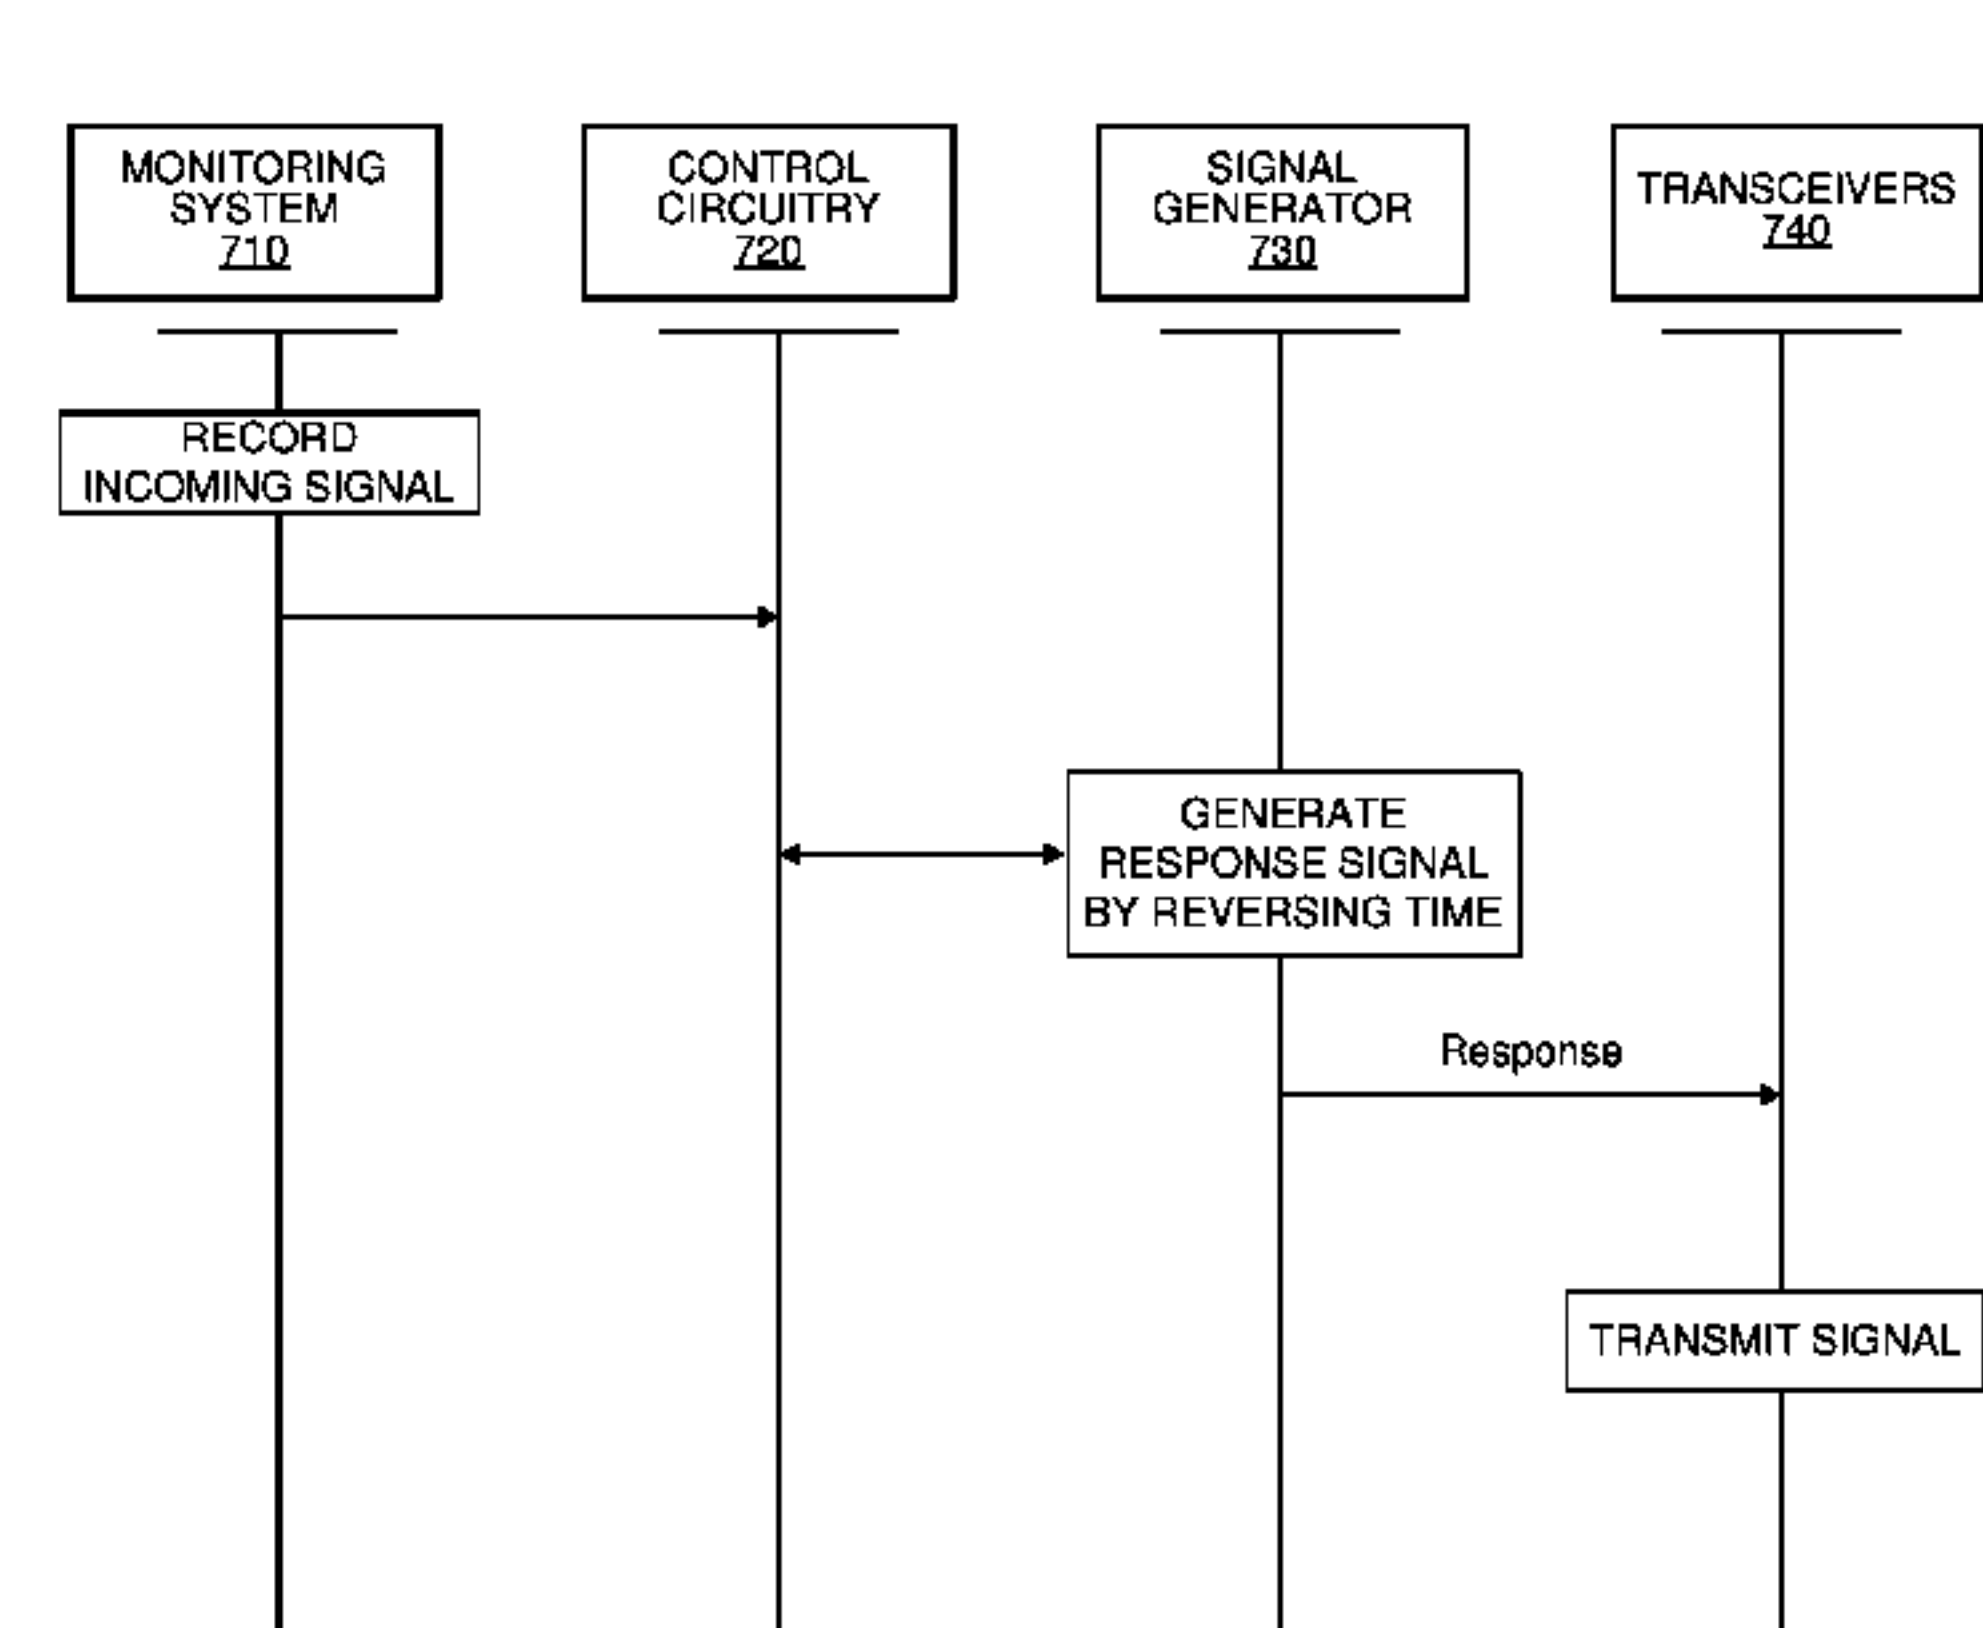 MONITORING
SYSTEM
710
CONTROL
CIRCUITRY
720
SIGNAL
GENERATOR
730
TRANSCEIVERS
740
RECORD
INCOMING SIGNAL
GENERATE
RESPONSE SIGNAL
BY REVERSING TIME
Response
TRANSMIT SIGNAL